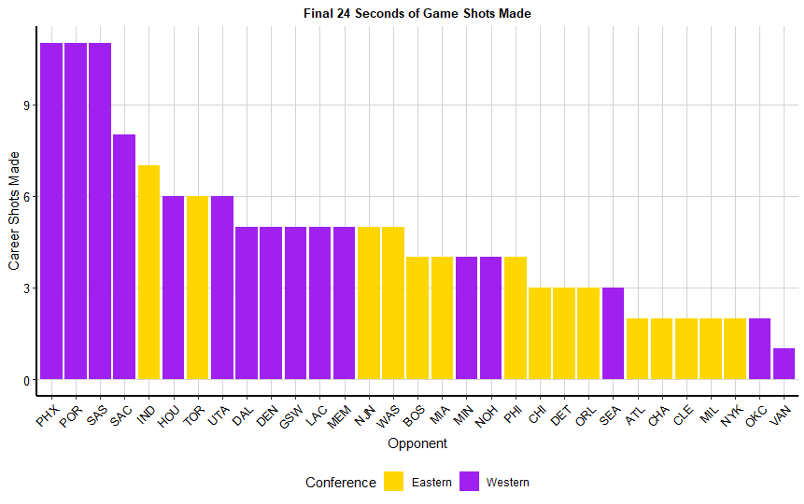 Final 24 Seconds of Game Shots Made
Career Shots Made
9
6
3
0
PHX POR SAS SAC IND HOU TOR UTA DAL DEN GSW LAC MEM NJN WAS BOS MIA MIN NOH PHI CHI DET ORL SEA ATL CHA CLE MIL NYK OKC VAN
Opponent
Conference Eastern Western